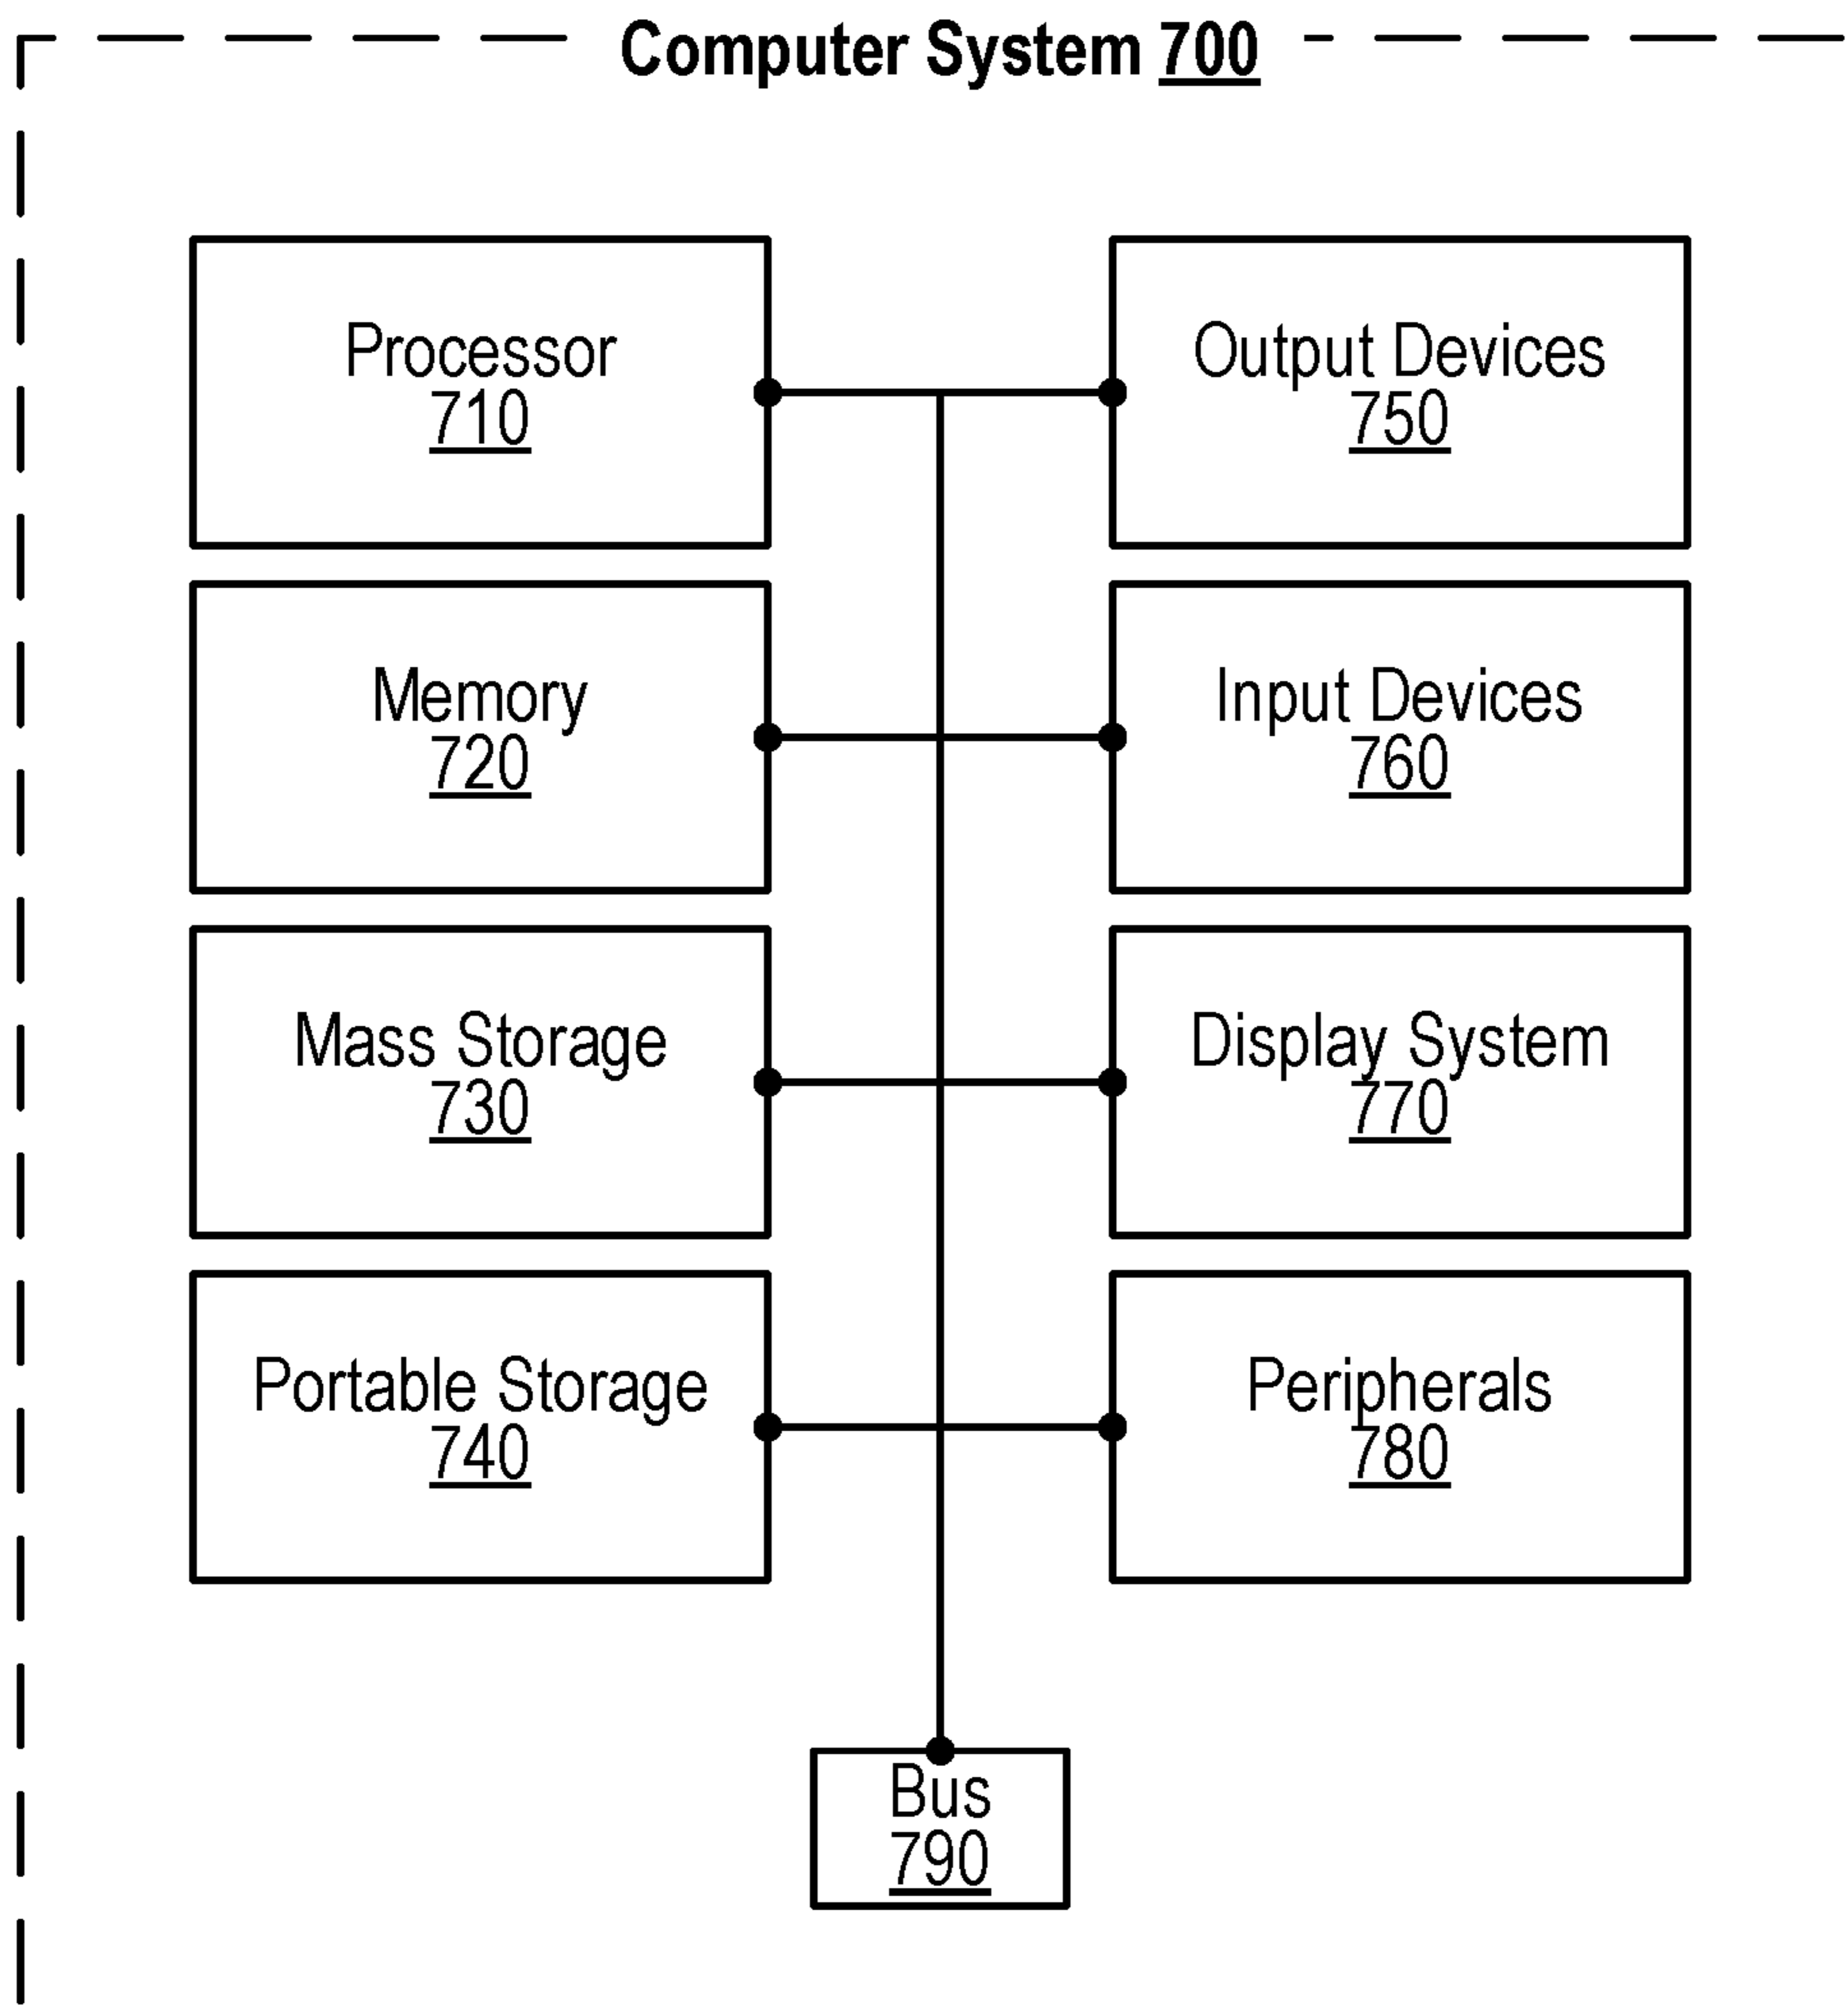 Computer System 700
Processor
710
Output Devices
750
Memory
720
Input Devices
760
Mass Storage
730
Display System
770
Portable Storage
740
Peripherals
780
Bus
790